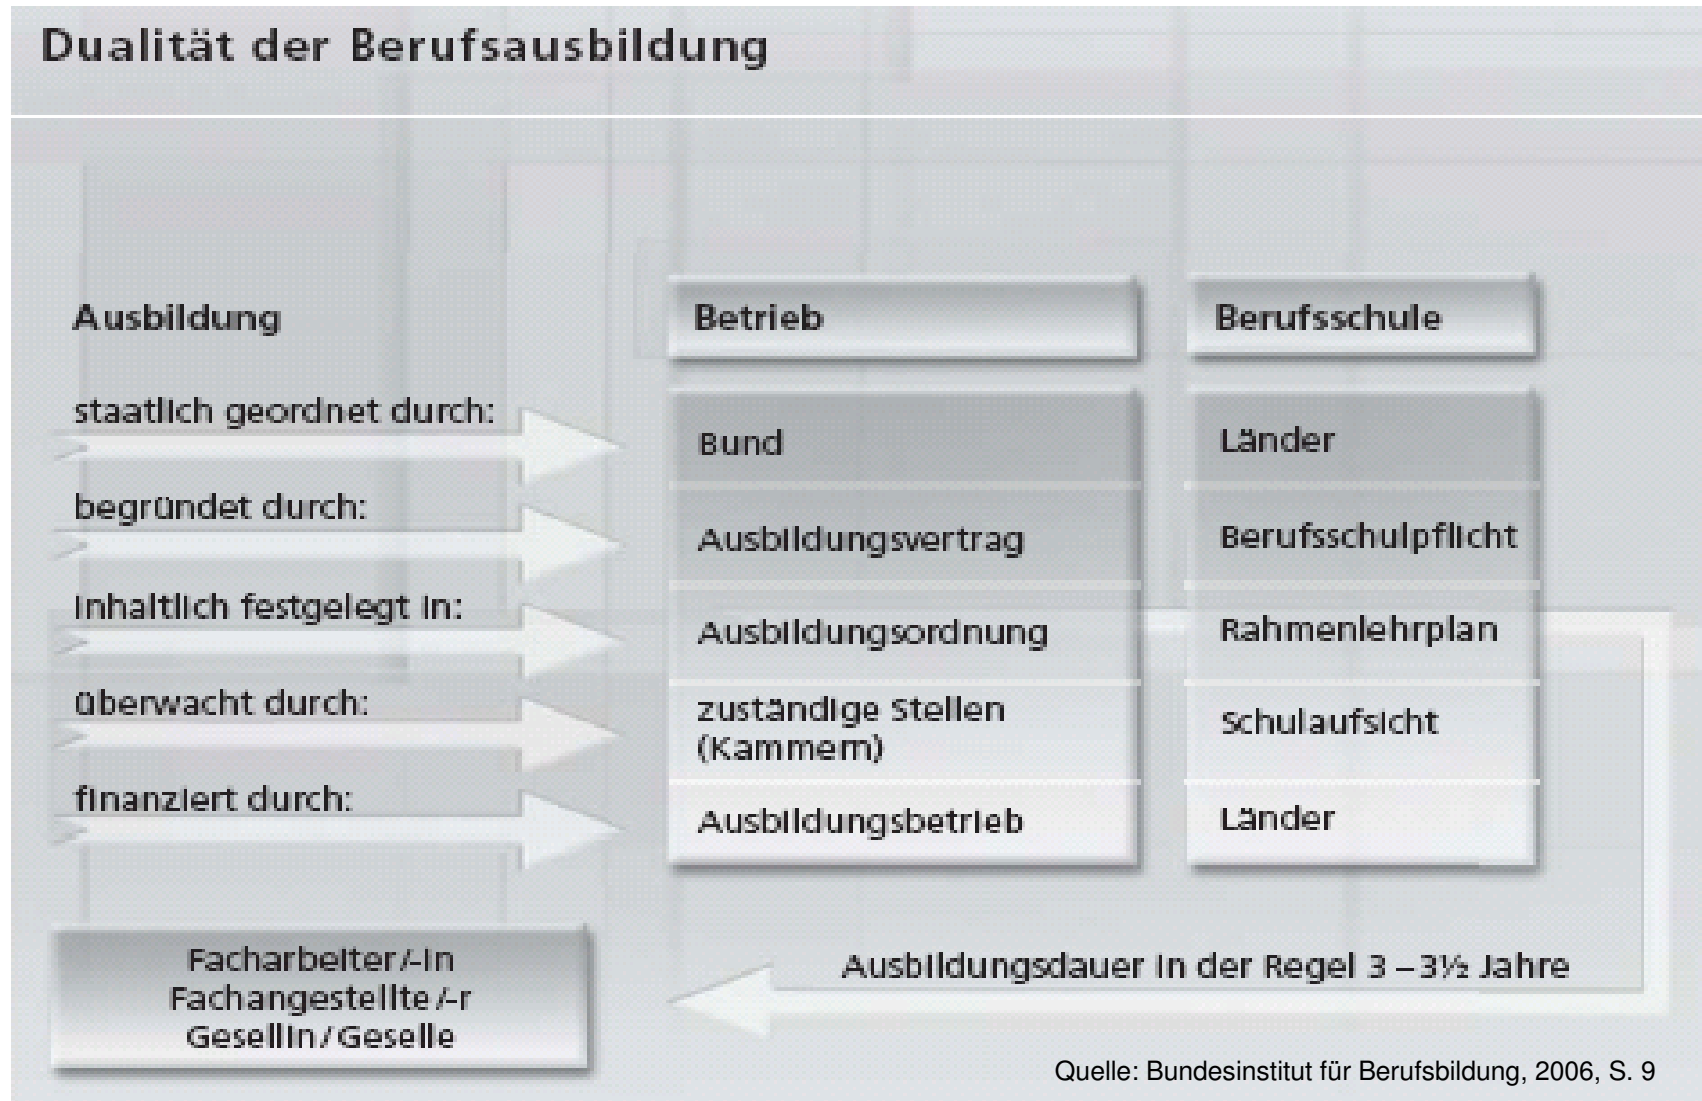 Dualität der Berufsausbildung
Ausbildung
Betrieb
Berufsschule
staatlich geordnet durch:
Bund
Länder
begründet durch:
Ausbildungsvertrag
Berufsschulpflicht
inhaltlich festgelegt in:
Ausbildungsordnung
Rahmenlehrplan
überwacht durch:
zuständige Stellen
(Kammern)
Schulaufsicht
finanziert durch:
Ausbildungsbetrieb
Länder
Facharbeiter/-in
Fachangestellte/-r
Gesellin/Geselle
Ausbildungsdauer in der Regel 3 – 3½ Jahre
Quelle: Bundesinstitut für Berufsbildung, 2006, S. 9